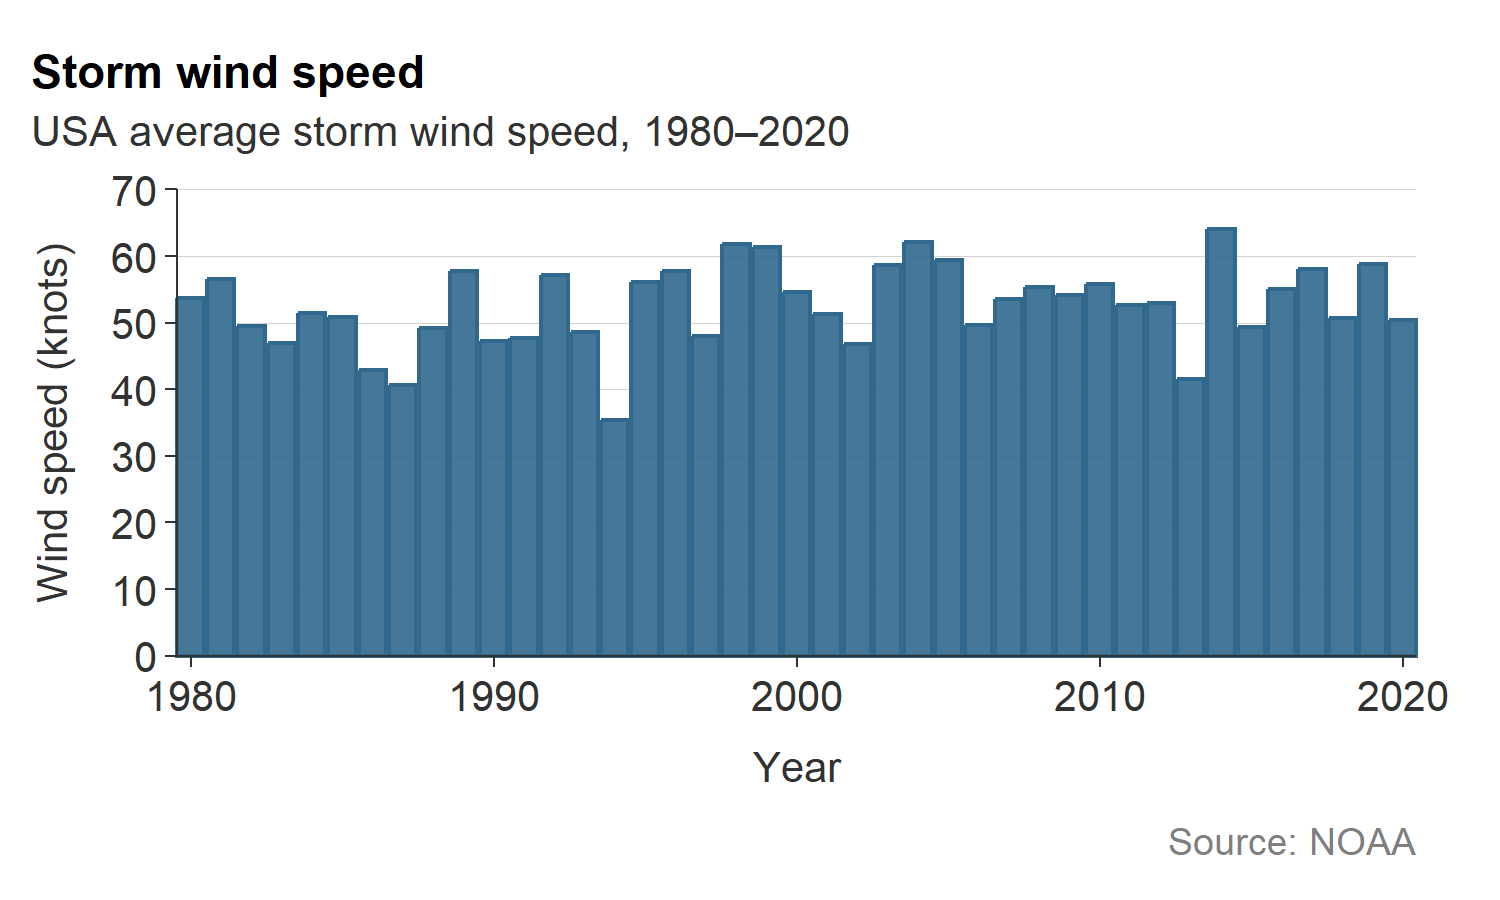 Storm wind speed
USA average storm wind speed, 1980–2020
70
60
50
40
30
20
10
0
Wind speed (knots)
1980 1990 2000 2010 2020
Year
Source: NOAA